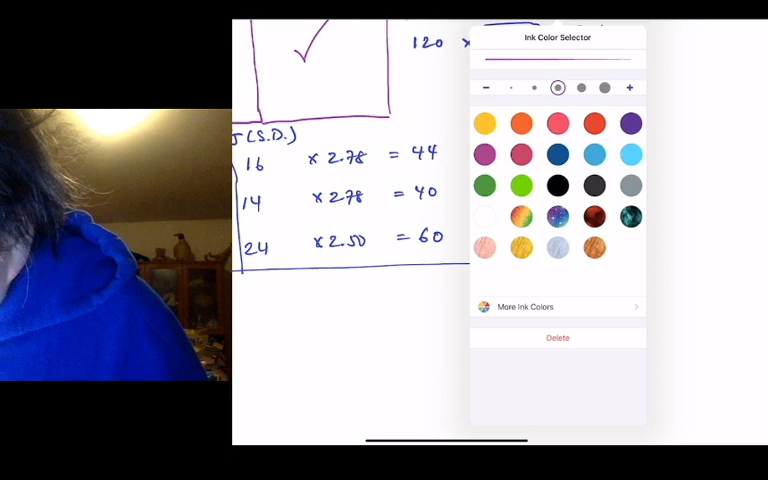 120 ×
Ink Color Selector
(S.D.)
16 × 2.78 = 44
14 × 2.78 = 40
24 × 2.50 = 60
More Ink Colors
Delete